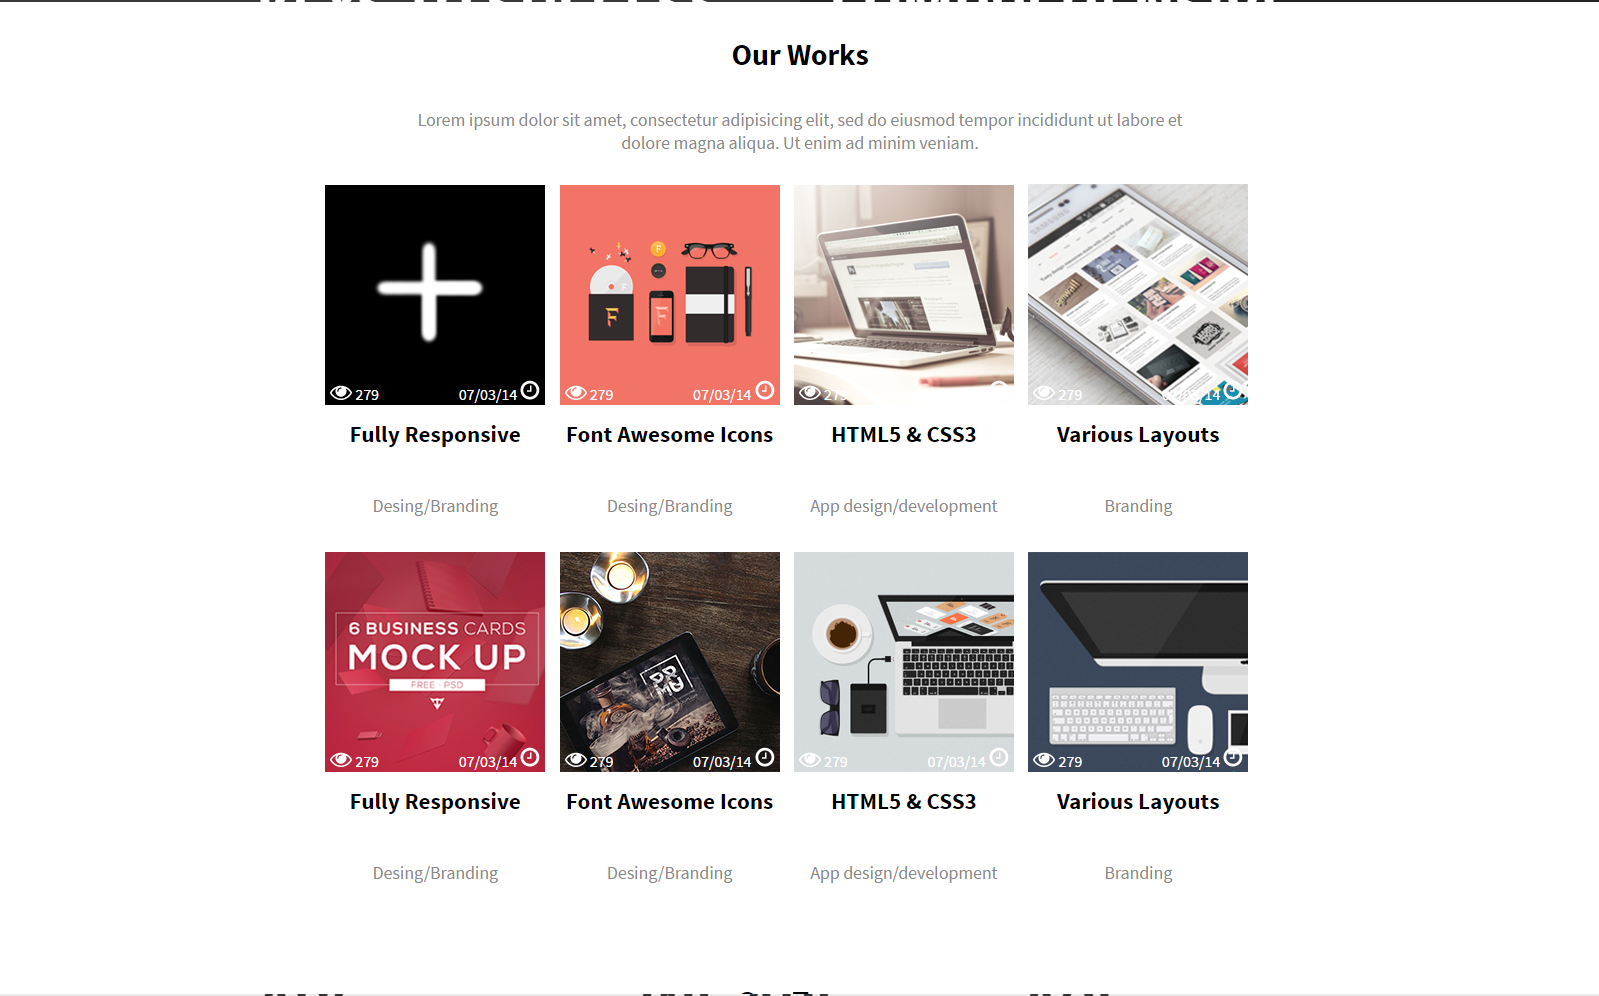 Our Works
Lorem ipsum dolor sit amet, consectetur adipisicing elit, sed do eiusmod tempor incididunt ut labore et
dolore magna aliqua. Ut enim ad minim veniam.
279 07/03/14
279 07/03/14
279
279 07/03/14
Fully Responsive
Font Awesome Icons
HTML5 & CSS3
Various Layouts
Desing/Branding
Desing/Branding
App design/development
Branding
6 BUSINESS CARDS
MOCK UP
FREE - PSD
279 07/03/14
279 07/03/14
279 07/03/14
279 07/03/14
Fully Responsive
Font Awesome Icons
HTML5 & CSS3
Various Layouts
Desing/Branding
Desing/Branding
App design/development
Branding